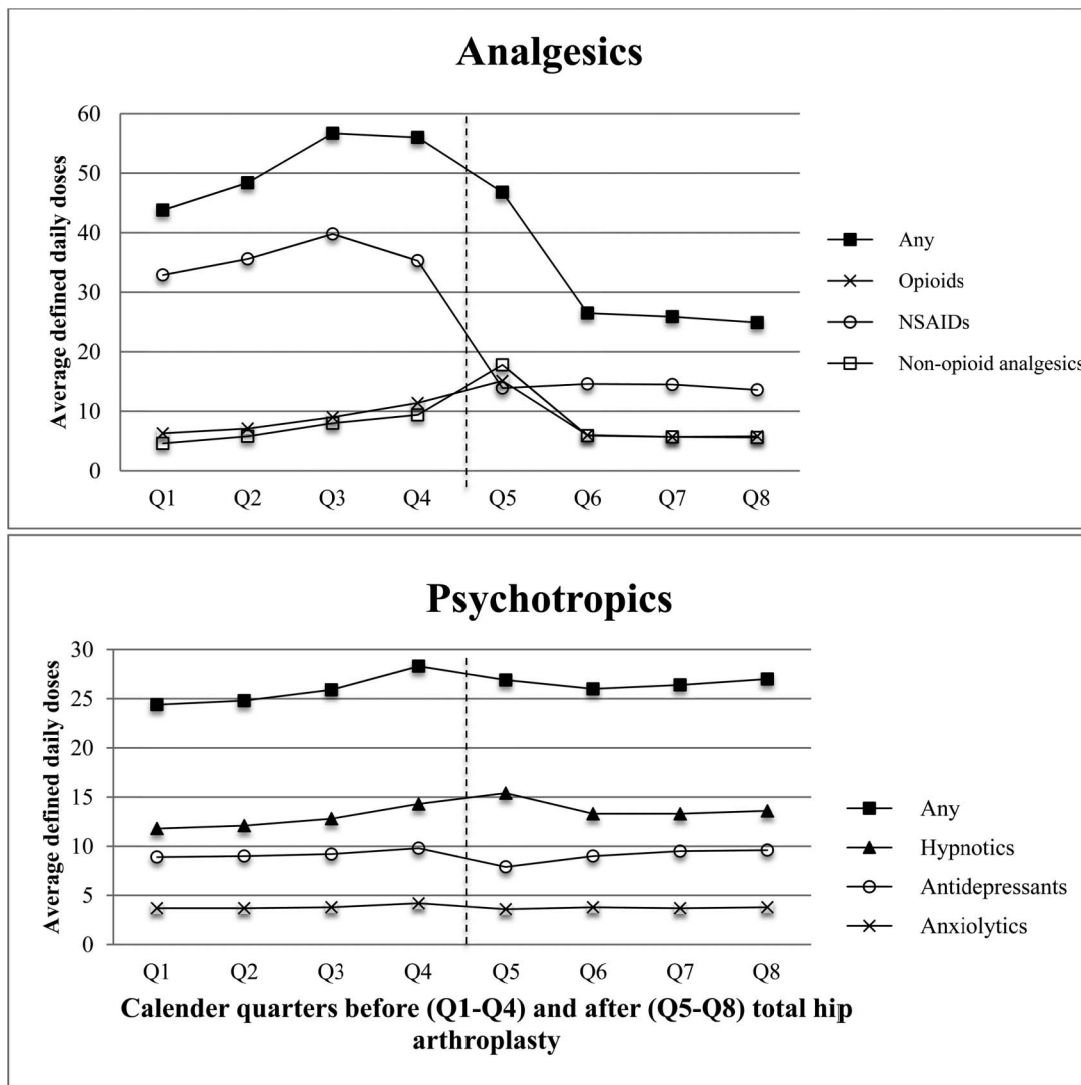 Analgesics
Average defined daily doses
60
50
40
30
20
10
0
Q1 Q2 Q3 Q4 Q5 Q6 Q7 Q8
Any
Opioids
NSAIDs
Non-opioid analgesics
Psychotropics
Average defined daily doses
30
25
20
15
10
5
0
Q1 Q2 Q3 Q4 Q5 Q6 Q7 Q8
Any
Hypnotics
Antidepressants
Anxiolytics
Calender quarters before (Q1-Q4) and after (Q5-Q8) total hip
arthroplasty